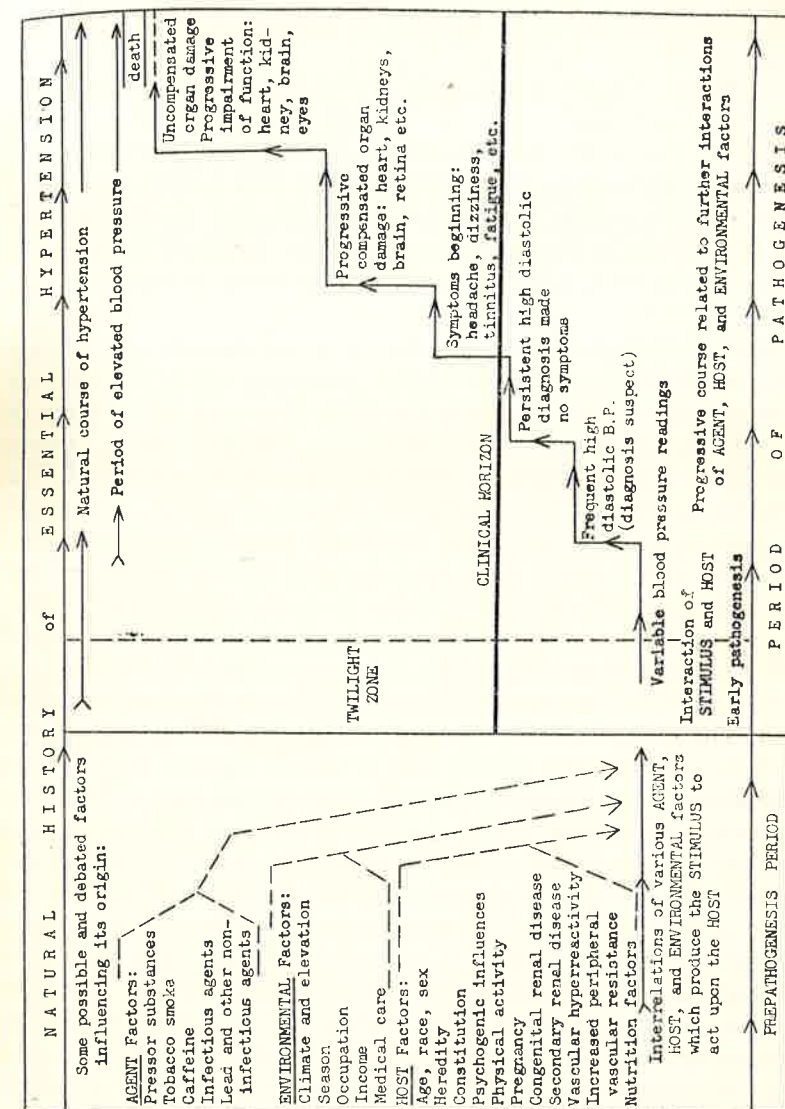 NATURAL HISTORY of ESSENTIAL HYPERTENSION
Some possible and debated factors
influencing its origin:
AGENT Factors:
Pressor substances
Tobacco smoka
Caffeine
Infectious agents
Lead and other non-
infectious agents
ENVIRONMENTAL Factors:
Climate and elevation
Season
Occupation
Income
Medical care
HOST Factors:
Age, race, sex
Heredity
Constitution
Psychogenic influences
Physical activity
Pregnancy
Congenital renal disease
Secondary renal disease
Vascular hyperreactivity
Increased peripheral
vascular resistance
Nutrition factors
Interrelations of various AGENT,
HOST, and ENVIRONMENTAL factors
which produce the STIMULUS to
act upon the HOST
PREPATHOGENESIS PERIOD
Natural course of hypertension
Period of elevated blood pressure
death
Uncompensated
organ damage
Progressive
impairment
of function:
heart, kid-
ney, brain,
eyes
Progressive
compensated organ
damage: heart, kidneys,
brain, retina etc.
Symptoms beginning:
headache, dizziness,
tinnitus, fatigue, etc.
TWILIGHT
ZONE
CLINICAL HORIZON
Persistent high diastolic
diagnosis made
no symptoms
Frequent high
diastolic B.P.
(diagnosis suspect)
Variable blood pressure readings
Interaction of
STIMULUS and HOST
Early pathogenesis
Progressive course related to further interactions
of AGENT, HOST, and ENVIRONMENTAL factors
PERIOD OF PATHOGENESIS